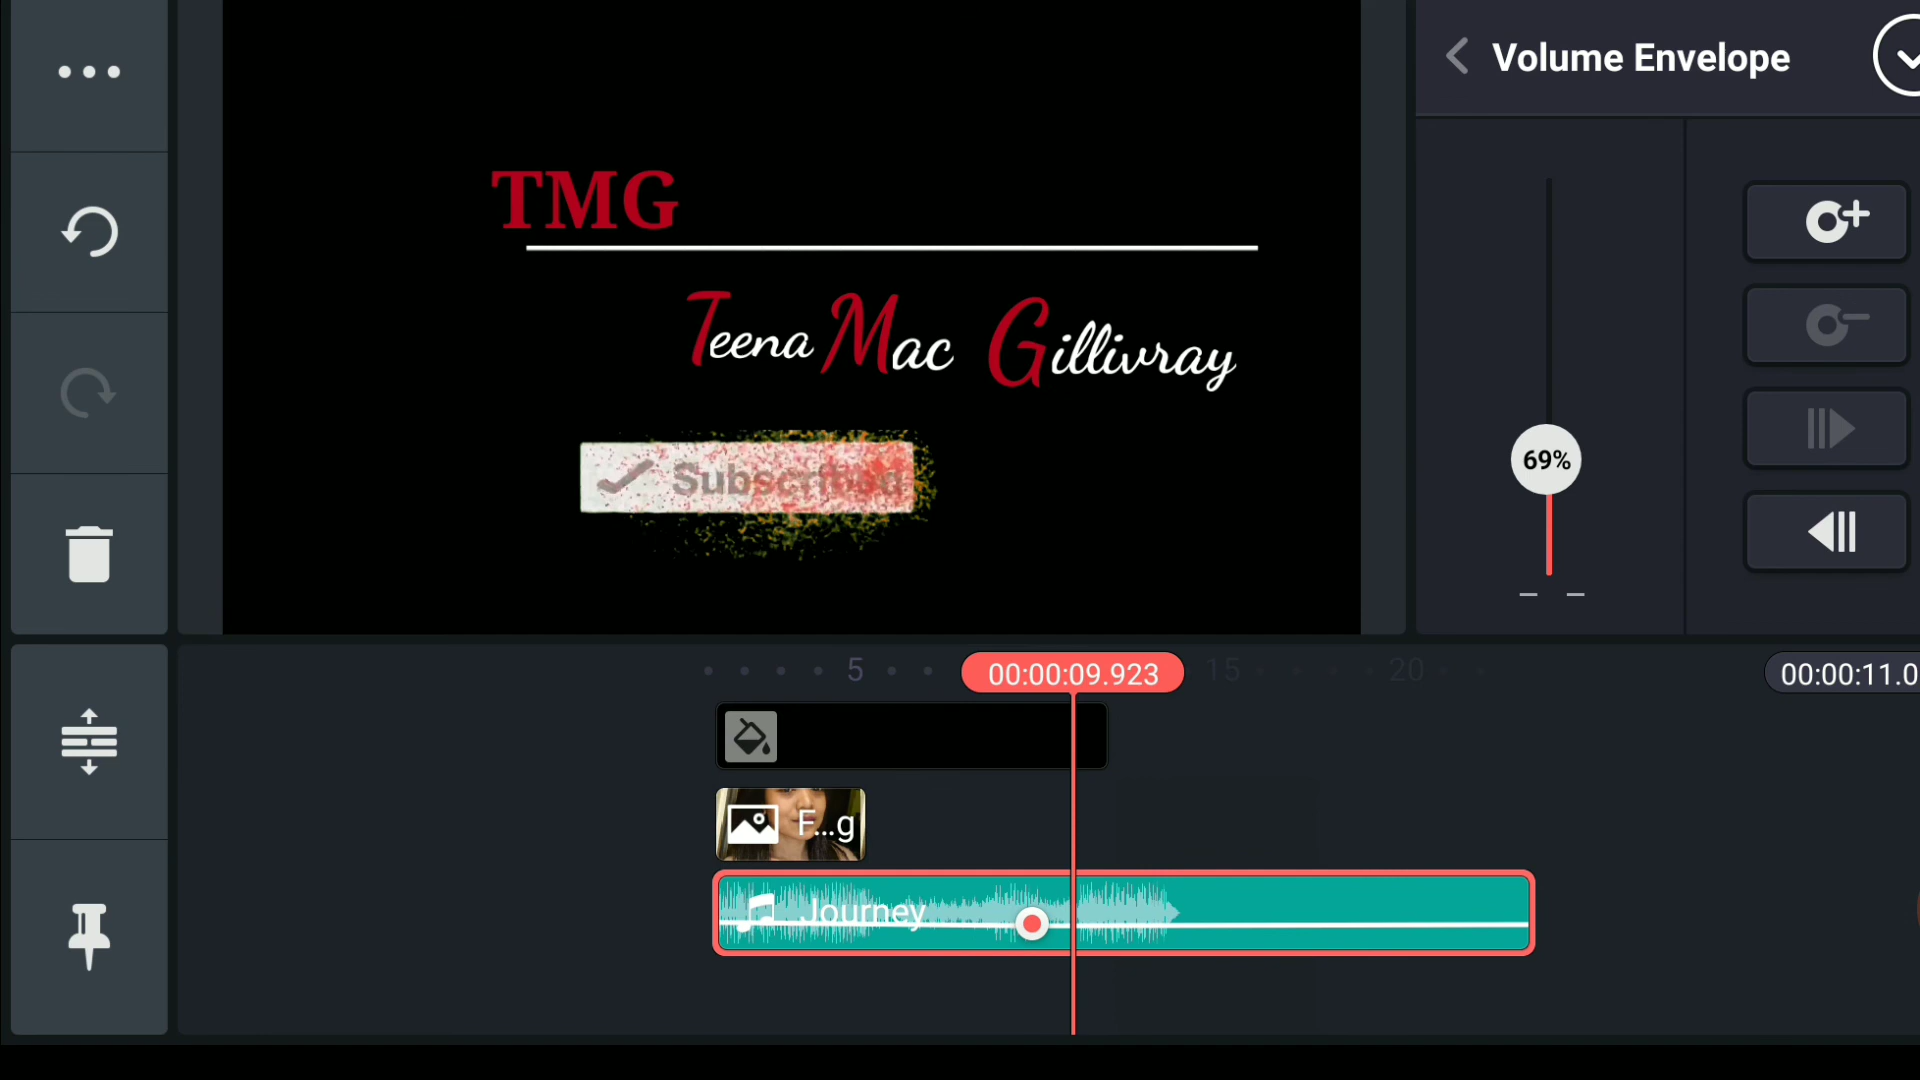 Volume Envelope
TMG
Teena Mac Gillivray
Subscribed
69%
5
00:00:09.923
15
20
00:00:11.0
F...g
Journey